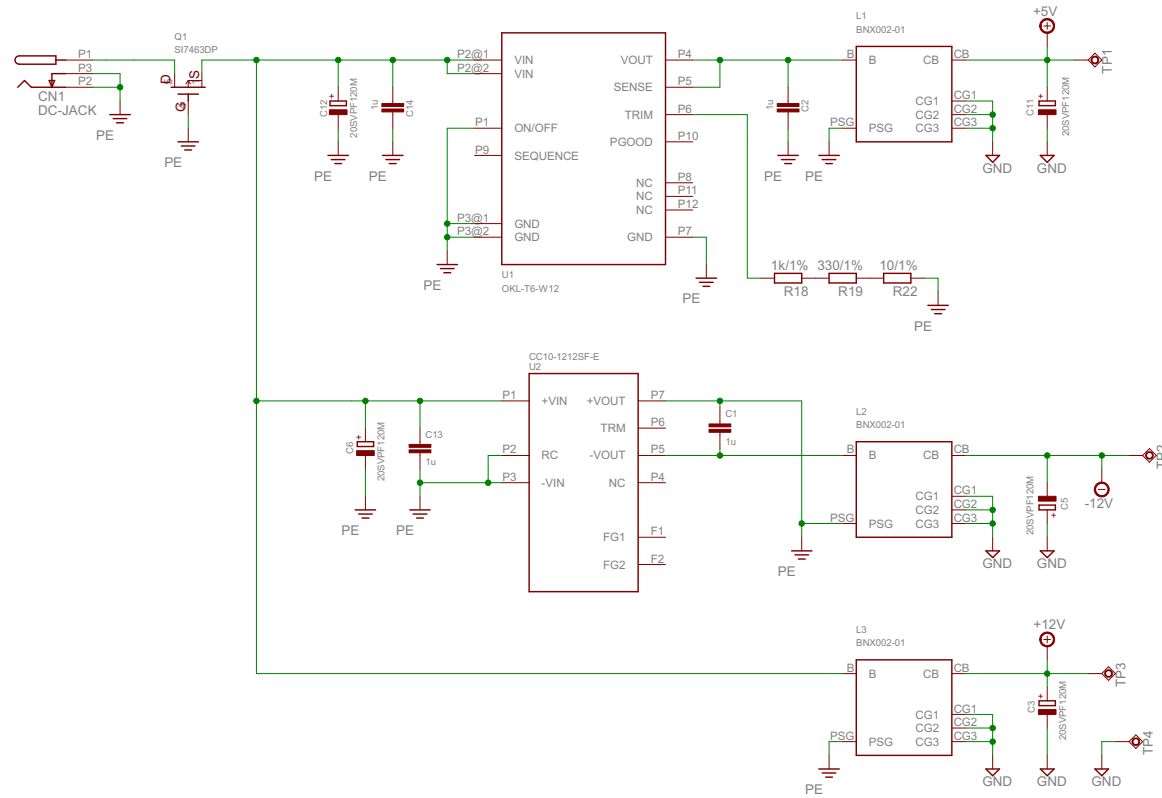 Q1
SI7463DP
P1
P3
P2
CN1
DC-JACK
PE
D
1S
G
PE
C12
20SVPF120M
PE
1u
C14
PE
P2@1
P2@2
P1
P9
P3@1
P3@2
PE
VIN
VIN
ON/OFF
SEQUENCE
GND
GND
VOUT
SENSE
TRIM
PGOOD
NC
NC
NC
GND
U1
OKL-T6-W12
P4
P5
P6
P10
P8
P11
P12
P7
PE
1u
C2
PE
PE
L1
BNX002-01
B
PSG
B
PSG
CB
CG1
CG2
CG3
CB
CG1
CG2
CG3
GND
+5V
C11
20SVPF120M
GND
TP1
1k/1%
330/1%
10/1%
R18
R19
R22
PE
CC10-1212SF-E
U2
C6
20SVPF120M
PE
C13
1u
PE
P1
P2
P3
+VIN
RC
-VIN
+VOUT
TRM
-VOUT
NC
FG1
FG2
P7
P6
P5
P4
F1
F2
C1
1u
PE
L2
BNX002-01
B
PSG
B
PSG
CB
CG1
CG2
CG3
CB
CG1
CG2
CG3
GND
20SVPF120M
C5
GND
-12V
TP2
L3
BNX002-01
B
PSG
PE
B
PSG
CB
CG1
CG2
CG3
CB
CG1
CG2
CG3
GND
+12V
C3
20SVPF120M
GND
TP3
TP4
GND